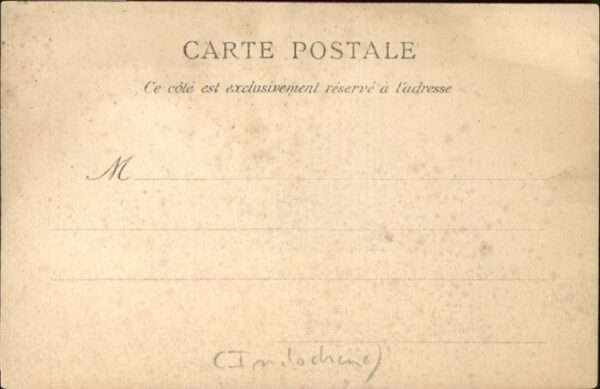 CARTE POSTALE
Ce côté est exclusivement réservé à l'adresse
M
(Indochine)